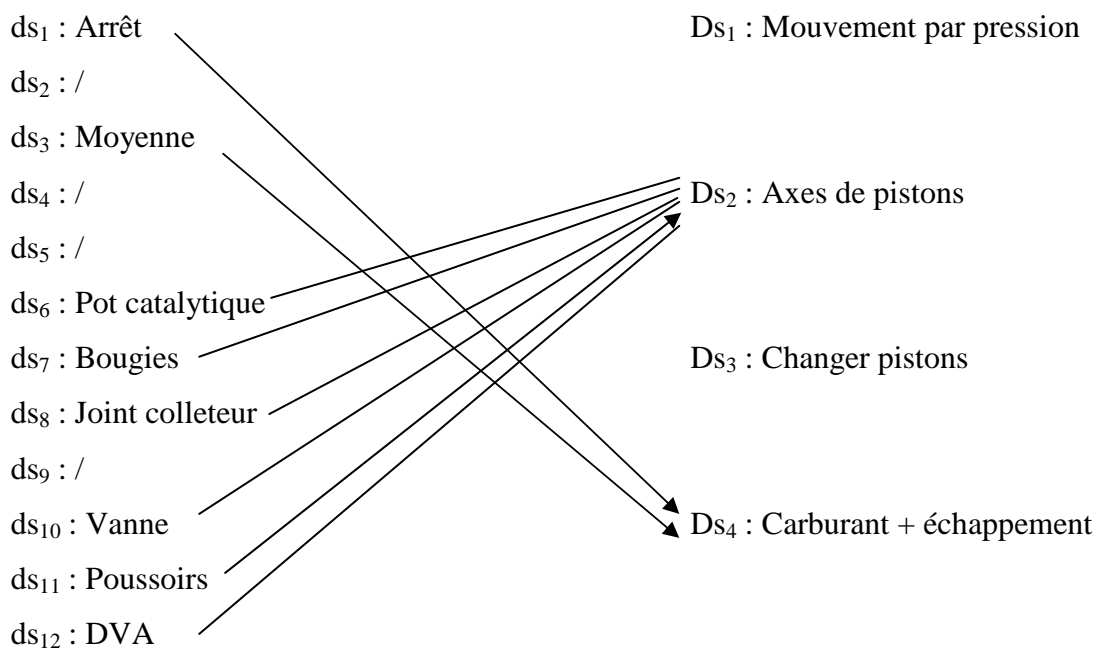 ds₁ : Arrêt
Ds₁ : Mouvement par pression
ds₂ : /
ds₃ : Moyenne
ds₄ : /
Ds₂ : Axes de pistons
ds₅ : /
ds₆ : Pot catalytique
ds₇ : Bougies
Ds₃ : Changer pistons
ds₈ : Joint colleteur
ds₉ : /
ds₁₀ : Vanne
Ds₄ : Carburant + échappement
ds₁₁ : Poussoirs
ds₁₂ : DVA